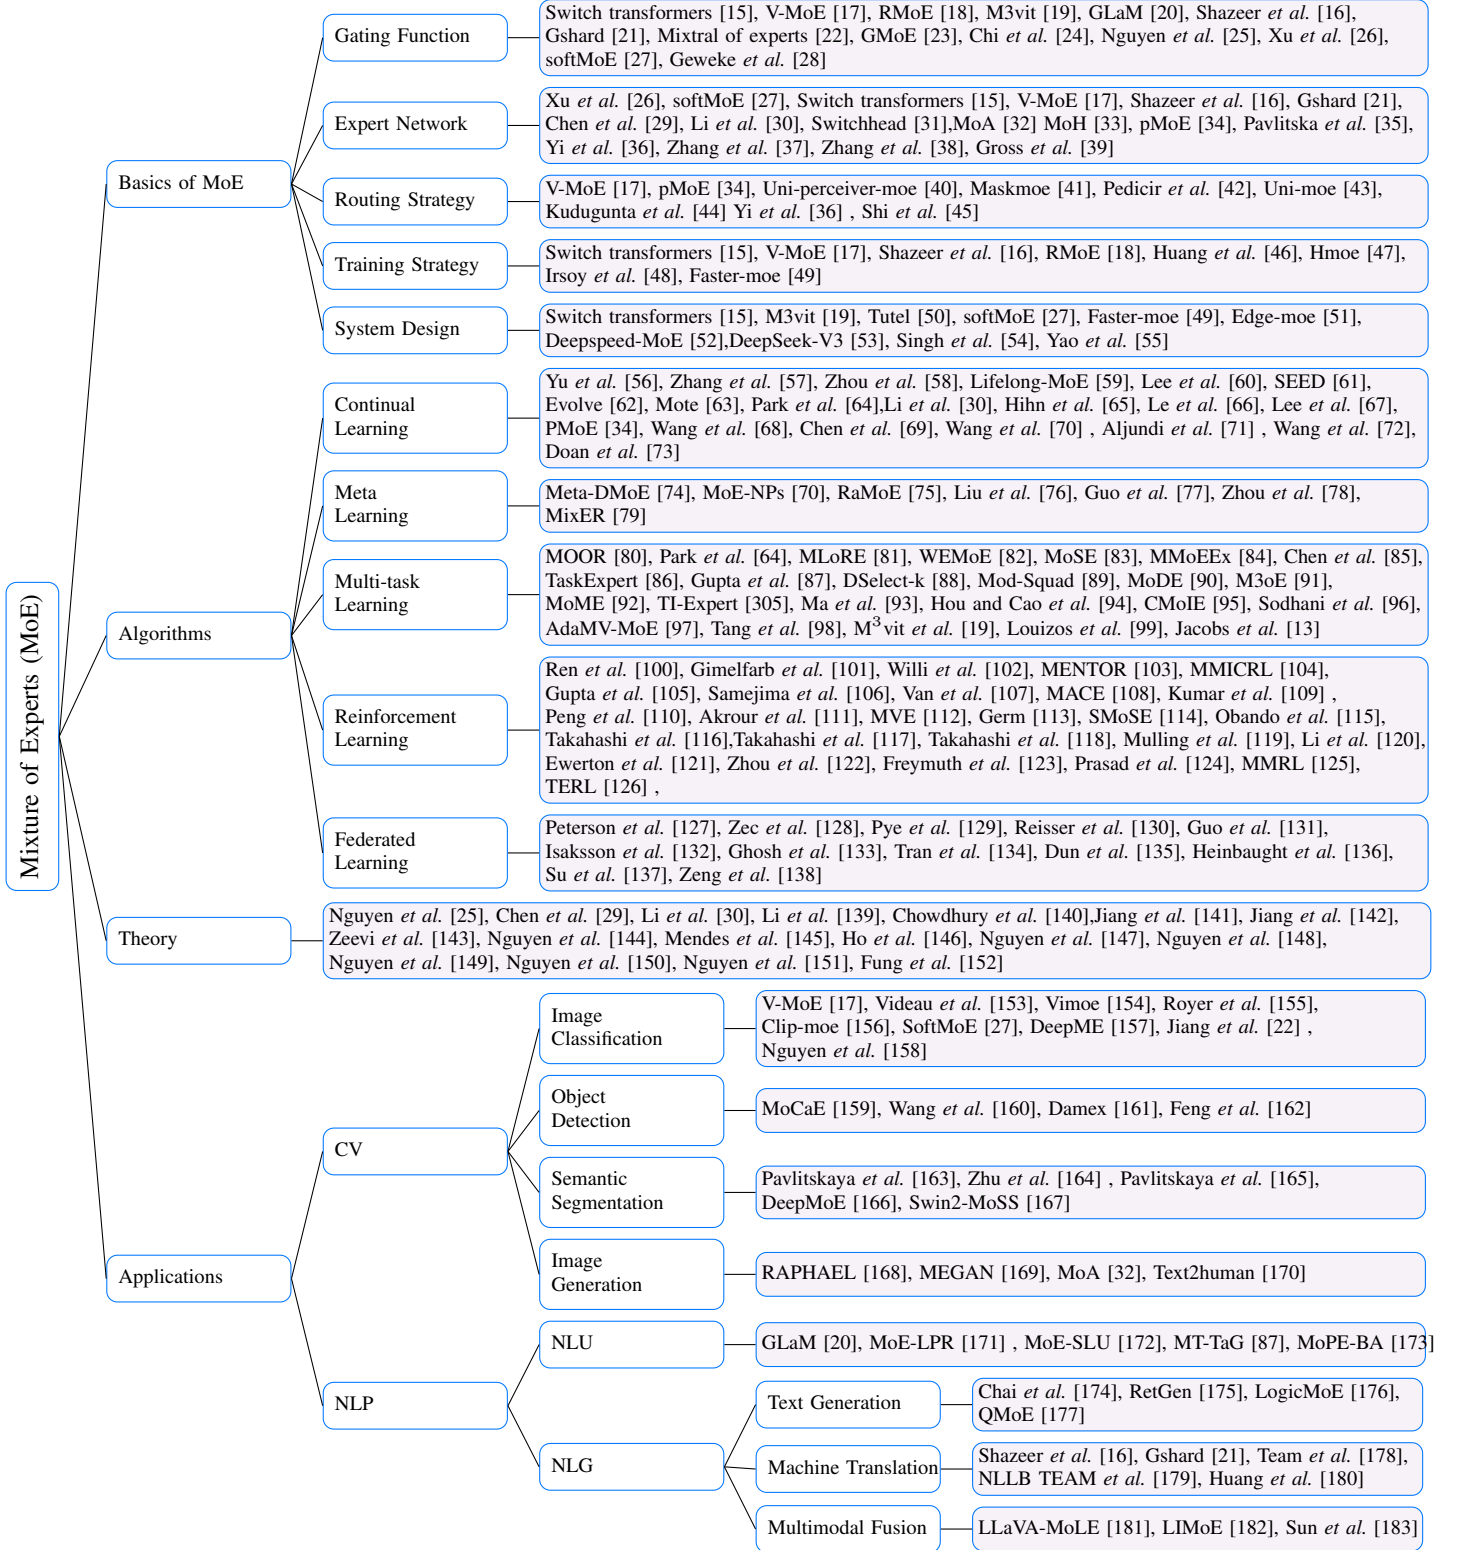 Mixture of Experts (MoE)
Basics of MoE
Gating Function
Switch transformers [15], V-MoE [17], RMoE [18], M3vit [19], GLaM [20], Shazeer et al. [16],
Gshard [21], Mixtral of experts [22], GMoE [23], Chi et al. [24], Nguyen et al. [25], Xu et al. [26],
softMoE [27], Geweke et al. [28]
Expert Network
Xu et al. [26], softMoE [27], Switch transformers [15], V-MoE [17], Shazeer et al. [16], Gshard [21],
Chen et al. [29], Li et al. [30], Switchhead [31],MoA [32] MoH [33], pMoE [34], Pavlitska et al. [35],
Yi et al. [36], Zhang et al. [37], Zhang et al. [38], Gross et al. [39]
Routing Strategy
V-MoE [17], pMoE [34], Uni-perceiver-moe [40], Maskmoe [41], Pedicir et al. [42], Uni-moe [43],
Kudugunta et al. [44] Yi et al. [36] , Shi et al. [45]
Training Strategy
Switch transformers [15], V-MoE [17], Shazeer et al. [16], RMoE [18], Huang et al. [46], Hmoe [47],
Irsoy et al. [48], Faster-moe [49]
System Design
Switch transformers [15], M3vit [19], Tutel [50], softMoE [27], Faster-moe [49], Edge-moe [51],
Deepspeed-MoE [52],DeepSeek-V3 [53], Singh et al. [54], Yao et al. [55]
Algorithms
Continual
Learning
Yu et al. [56], Zhang et al. [57], Zhou et al. [58], Lifelong-MoE [59], Lee et al. [60], SEED [61],
Evolve [62], Mote [63], Park et al. [64],Li et al. [30], Hihn et al. [65], Le et al. [66], Lee et al. [67],
PMoE [34], Wang et al. [68], Chen et al. [69], Wang et al. [70] , Aljundi et al. [71] , Wang et al. [72],
Doan et al. [73]
Meta
Learning
Meta-DMoE [74], MoE-NPs [70], RaMoE [75], Liu et al. [76], Guo et al. [77], Zhou et al. [78],
MixER [79]
Multi-task
Learning
MOOR [80], Park et al. [64], MLoRE [81], WEMoE [82], MoSE [83], MMoEEx [84], Chen et al. [85],
TaskExpert [86], Gupta et al. [87], DSelect-k [88], Mod-Squad [89], MoDE [90], M3oE [91],
MoME [92], TI-Expert [305], Ma et al. [93], Hou and Cao et al. [94], CMoIE [95], Sodhani et al. [96],
AdaMV-MoE [97], Tang et al. [98], M³vit et al. [19], Louizos et al. [99], Jacobs et al. [13]
Reinforcement
Learning
Ren et al. [100], Gimelfarb et al. [101], Willi et al. [102], MENTOR [103], MMICRL [104],
Gupta et al. [105], Samejima et al. [106], Van et al. [107], MACE [108], Kumar et al. [109] ,
Peng et al. [110], Akrour et al. [111], MVE [112], Germ [113], SMoSE [114], Obando et al. [115],
Takahashi et al. [116],Takahashi et al. [117], Takahashi et al. [118], Mulling et al. [119], Li et al. [120],
Ewerton et al. [121], Zhou et al. [122], Freymuth et al. [123], Prasad et al. [124], MMRL [125],
TERL [126] ,
Federated
Learning
Peterson et al. [127], Zec et al. [128], Pye et al. [129], Reisser et al. [130], Guo et al. [131],
Isaksson et al. [132], Ghosh et al. [133], Tran et al. [134], Dun et al. [135], Heinbaught et al. [136],
Su et al. [137], Zeng et al. [138]
Theory
Nguyen et al. [25], Chen et al. [29], Li et al. [30], Li et al. [139], Chowdhury et al. [140],Jiang et al. [141], Jiang et al. [142],
Zeevi et al. [143], Nguyen et al. [144], Mendes et al. [145], Ho et al. [146], Nguyen et al. [147], Nguyen et al. [148],
Nguyen et al. [149], Nguyen et al. [150], Nguyen et al. [151], Fung et al. [152]
Applications
CV
Image
Classification
V-MoE [17], Videau et al. [153], Vimoe [154], Royer et al. [155],
Clip-moe [156], SoftMoE [27], DeepME [157], Jiang et al. [22] ,
Nguyen et al. [158]
Object
Detection
MoCaE [159], Wang et al. [160], Damex [161], Feng et al. [162]
Semantic
Segmentation
Pavlitskaya et al. [163], Zhu et al. [164] , Pavlitskaya et al. [165],
DeepMoE [166], Swin2-MoSS [167]
Image
Generation
RAPHAEL [168], MEGAN [169], MoA [32], Text2human [170]
NLP
NLU
GLaM [20], MoE-LPR [171] , MoE-SLU [172], MT-TaG [87], MoPE-BA [173]
NLG
Text Generation
Chai et al. [174], RetGen [175], LogicMoE [176],
QMoE [177]
Machine Translation
Shazeer et al. [16], Gshard [21], Team et al. [178],
NLLB TEAM et al. [179], Huang et al. [180]
Multimodal Fusion
LLaVA-MoLE [181], LIMoE [182], Sun et al. [183]